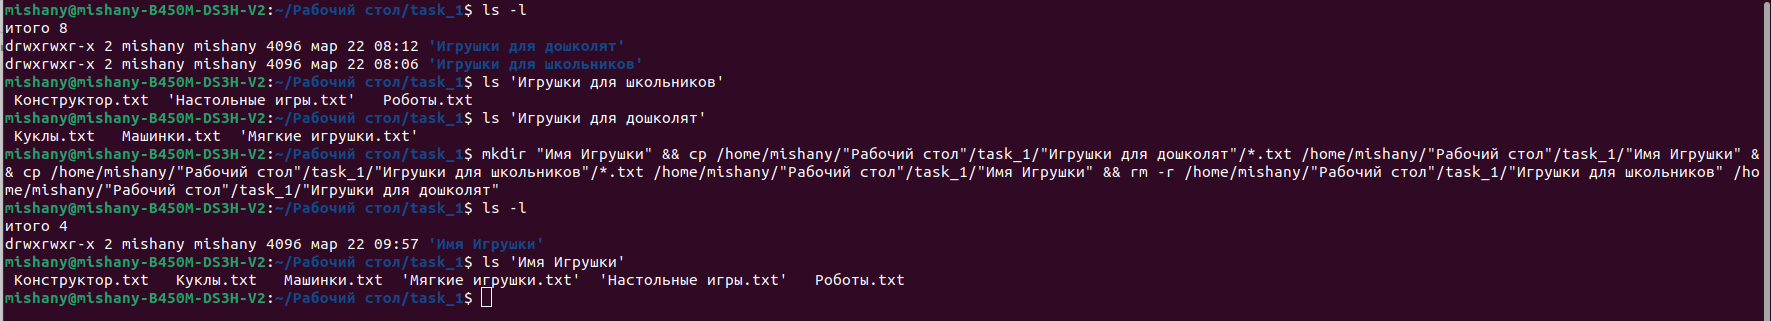 mishany@mishany-B450M-DS3H-V2:~/Рабочий стол/task_1$ ls -l
итого 8
drwxrwxr-x 2 mishany mishany 4096 мар 22 08:12 'Игрушки для дошколят'
drwxrwxr-x 2 mishany mishany 4096 мар 22 08:06 'Игрушки для школьников'
mishany@mishany-B450M-DS3H-V2:~/Рабочий стол/task_1$ ls 'Игрушки для школьников'
Конструктор.txt 'Настольные игры.txt' Роботы.txt
mishany@mishany-B450M-DS3H-V2:~/Рабочий стол/task_1$ ls 'Игрушки для дошколят'
Куклы.txt Машинки.txt 'Мягкие игрушки.txt'
mishany@mishany-B450M-DS3H-V2:~/Рабочий стол/task_1$ mkdir "Имя Игрушки" && cp /home/mishany/"Рабочий стол"/task_1/"Игрушки для дошколят"/*.txt /home/mishany/"Рабочий стол"/task_1/"Имя Игрушки" &
& cp /home/mishany/"Рабочий стол"/task_1/"Игрушки для школьников"/*.txt /home/mishany/"Рабочий стол"/task_1/"Имя Игрушки" && rm -r /home/mishany/"Рабочий стол"/task_1/"Игрушки для школьников" /ho
me/mishany/"Рабочий стол"/task_1/"Игрушки для дошколят"
mishany@mishany-B450M-DS3H-V2:~/Рабочий стол/task_1$ ls -l
итого 4
drwxrwxr-x 2 mishany mishany 4096 мар 22 09:57 'Имя Игрушки'
mishany@mishany-B450M-DS3H-V2:~/Рабочий стол/task_1$ ls 'Имя Игрушки'
Конструктор.txt Куклы.txt Машинки.txt 'Мягкие игрушки.txt' 'Настольные игры.txt' Роботы.txt
mishany@mishany-B450M-DS3H-V2:~/Рабочий стол/task_1$